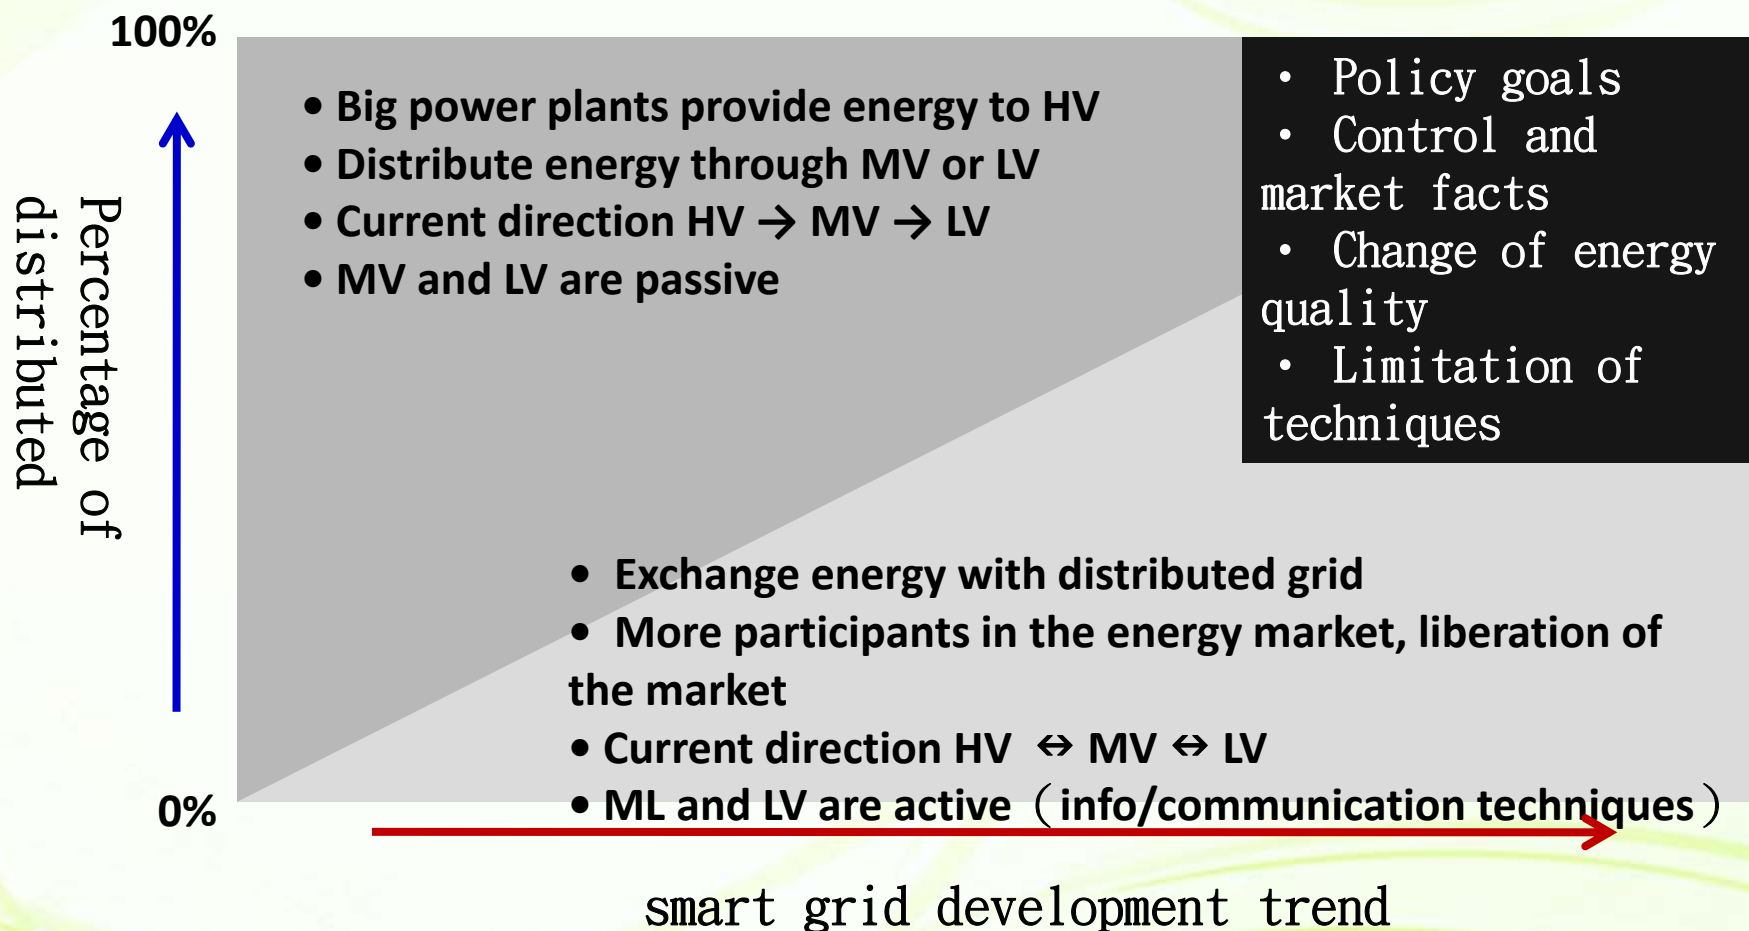 100%
• Big power plants provide energy to HV
• Distribute energy through MV or LV
• Current direction HV → MV → LV
• MV and LV are passive
• Policy goals
• Control and
market facts
• Change of energy
quality
• Limitation of
techniques
Percentage of
distributed
• Exchange energy with distributed grid
• More participants in the energy market, liberation of
the market
• Current direction HV ↔ MV ↔ LV
• ML and LV are active（info/communication techniques）
0%
smart grid development trend